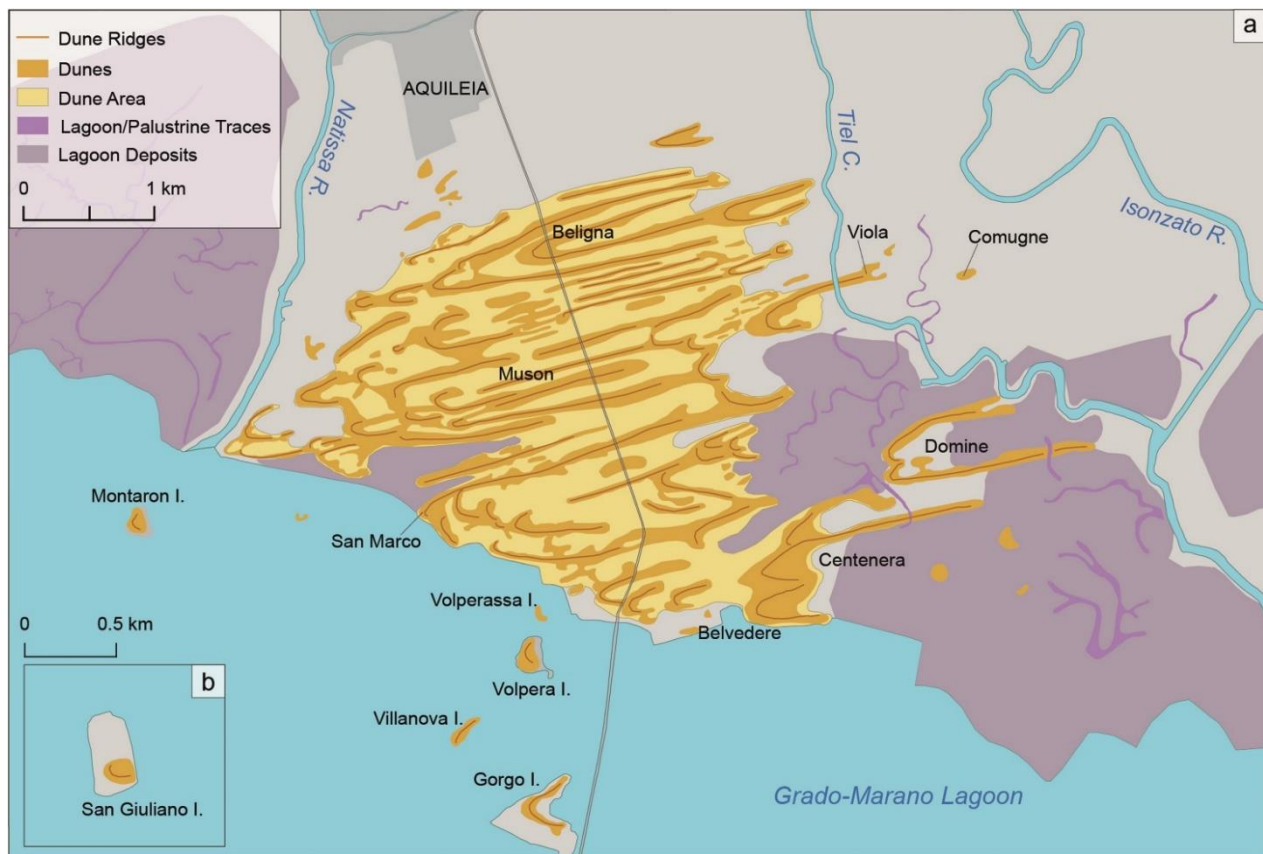 a
Dune Ridges
Dunes
Dune Area
Lagoon/Palustrine Traces
Lagoon Deposits
0 1 km
AQUILEIA
Natissa R.
Tiel C.
Isonzato R.
Beligna
Viola
Comugne
Muson
Domine
Montaron I.
San Marco
Centenera
Volperassa I.
Belvedere
0 0.5 km
b
Volpera I.
Villanova I.
Gorgo I.
San Giuliano I.
Grado-Marano Lagoon